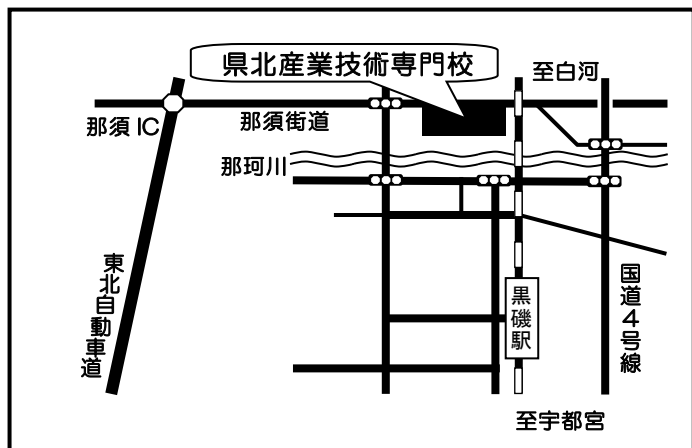 県北産業技術専門校
至白河
那須IC
那須街道
那珂川
東北自動車道
国道4号線
黒磯駅
至宇都宮